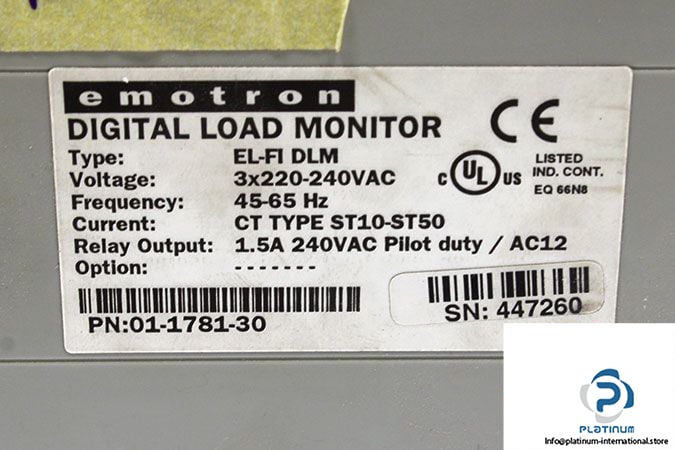 emotron
DIGITAL LOAD MONITOR
Type: EL-FI DLM
Voltage: 3x220-240VAC
Frequency: 45-65 Hz
Current: CT TYPE ST10-ST50
Relay Output: 1.5A 240VAC Pilot duty / AC12
Option: -------
CE
C UL US
LISTED
IND. CONT.
EQ 66N8
PN:01-1781-30
SN: 447260
PLATINUM
Info@platinum-international.store